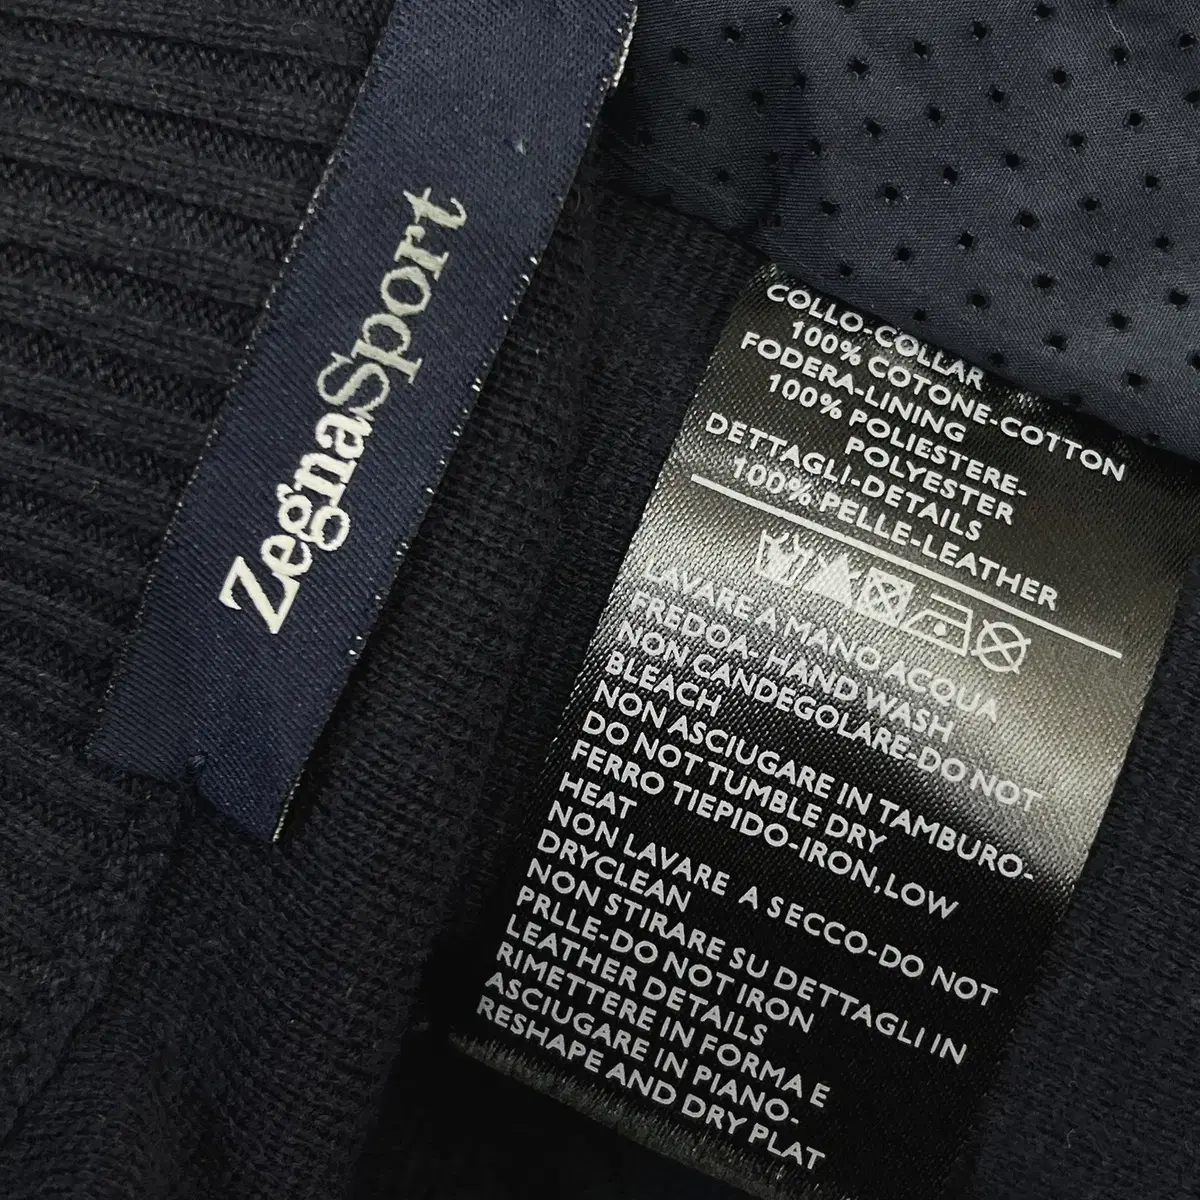 ZegnaSport
COLLO-COLLAR
100% COTONE-COTTON
FODERA-LINING
100% POLIESTERE-
POLYESTER
DETTAGLI-DETAILS
100% PELLE-LEATHER
LAVARE A MANO ACQUA
FREDOA- HAND WASH
NON CANDEGOLARE-DO NOT
BLEACH
NON ASCIUGARE IN TAMBURO-
DO NOT TUMBLE DRY
FERRO TIEPIDO-IRON,LOW
HEAT
NON LAVARE A SECCO-DO NOT
DRYCLEAN
NON STIRARE SU DETTAGLI IN
PRLLE-DO NOT IRON
LEATHER DETAILS
RIMETTERE IN FORMA E
ASCIUGARE IN PIANO-
RESHAPE AND DRY PLAT